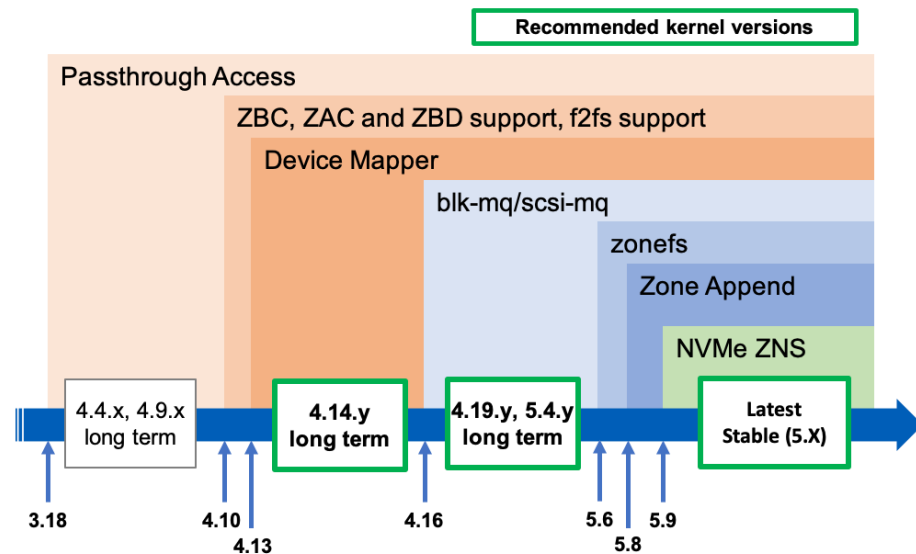 Recommended kernel versions
Passthrough Access
ZBC, ZAC and ZBD support, f2fs support
Device Mapper
blk-mq/scsi-mq
zonefs
Zone Append
NVMe ZNS
4.4.x, 4.9.x
long term
4.14.y
long term
4.19.y, 5.4.y
long term
Latest
Stable (5.X)
3.18
4.10
4.13
4.16
5.6
5.8
5.9